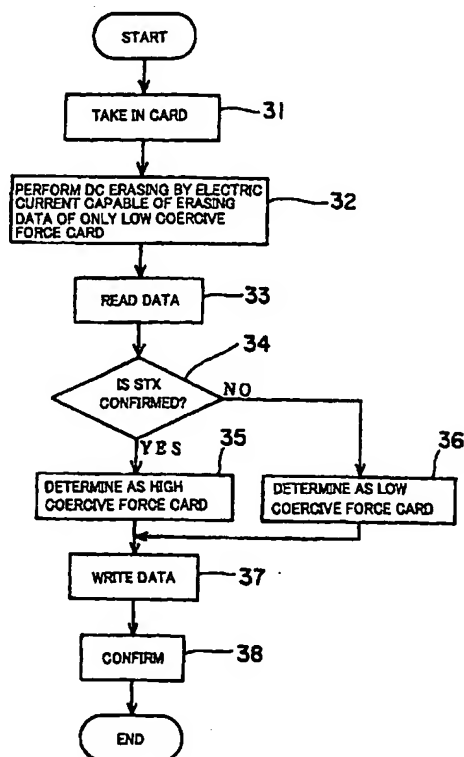 START
TAKE IN CARD
31
PERFORM DC ERASING BY ELECTRIC
CURRENT CAPABLE OF ERASING
DATA OF ONLY LOW COERCIVE
FORCE CARD
32
READ DATA
33
34
IS STX
CONFIRMED?
NO
YES
35
36
DETERMINE AS HIGH
COERCIVE FORCE CARD
DETERMINE AS LOW
COERCIVE FORCE CARD
WRITE DATA
37
CONFIRM
38
END